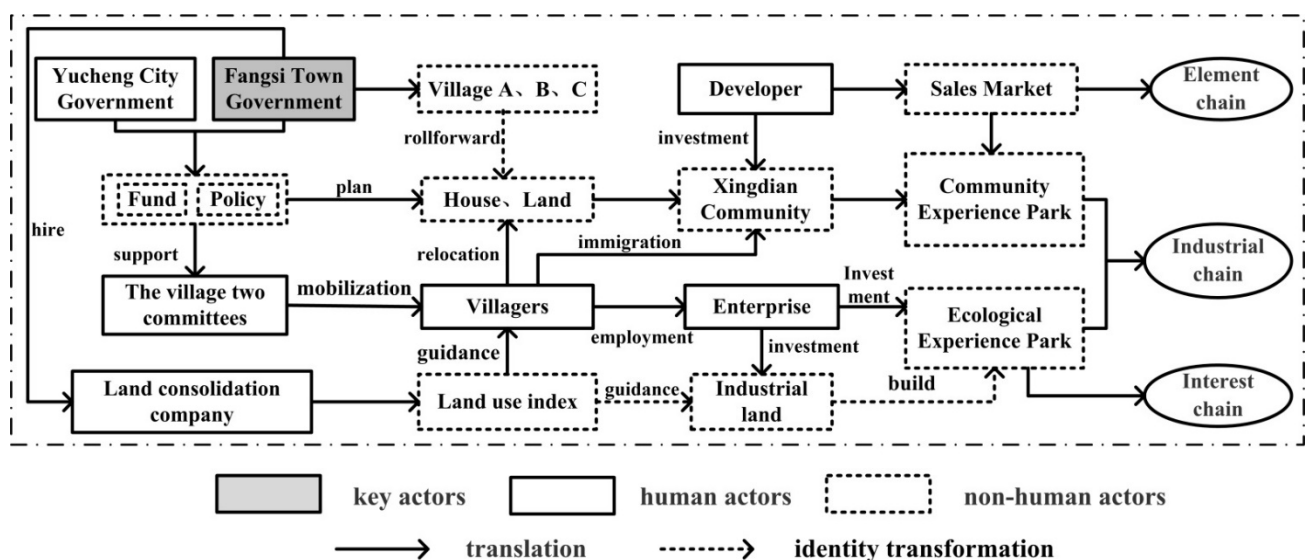 Yucheng City
Government
Fangsi Town
Government
Village A、B、C
Developer
Sales Market
Element
chain
rollforward
investment
Fund
Policy
plan
House、Land
Xingdian
Community
Community
Experience Park
hire
support
relocation
immigration
Industrial
chain
The village two
committees
mobilization
Villagers
employment
Enterprise
Invest
ment
Ecological
Experience Park
guidance
investment
Land consolidation
company
Land use index
guidance
Industrial
land
build
Interest
chain
key actors
human actors
non-human actors
translation
identity transformation